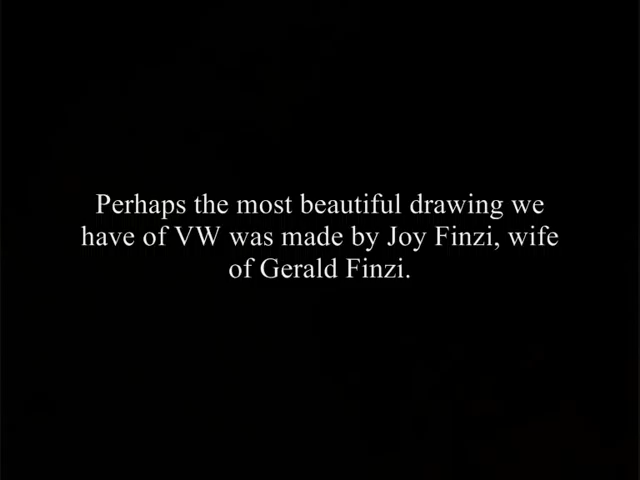 Perhaps the most beautiful drawing we
have of VW was made by Joy Finzi, wife
of Gerald Finzi.